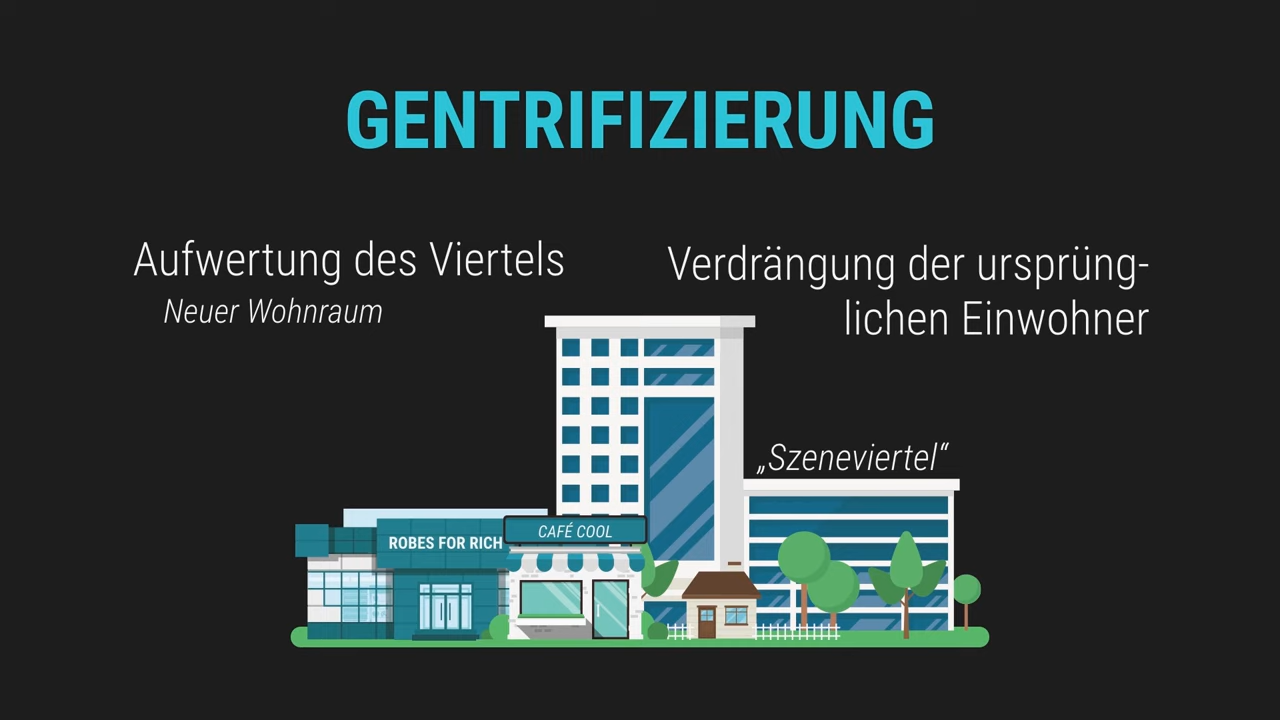 GENTRIFIZIERUNG
Aufwertung des Viertels
Neuer Wohnraum
Verdrängung der ursprüng-
lichen Einwohner
„Szeneviertel“
ROBES FOR RICH
CAFÉ COOL